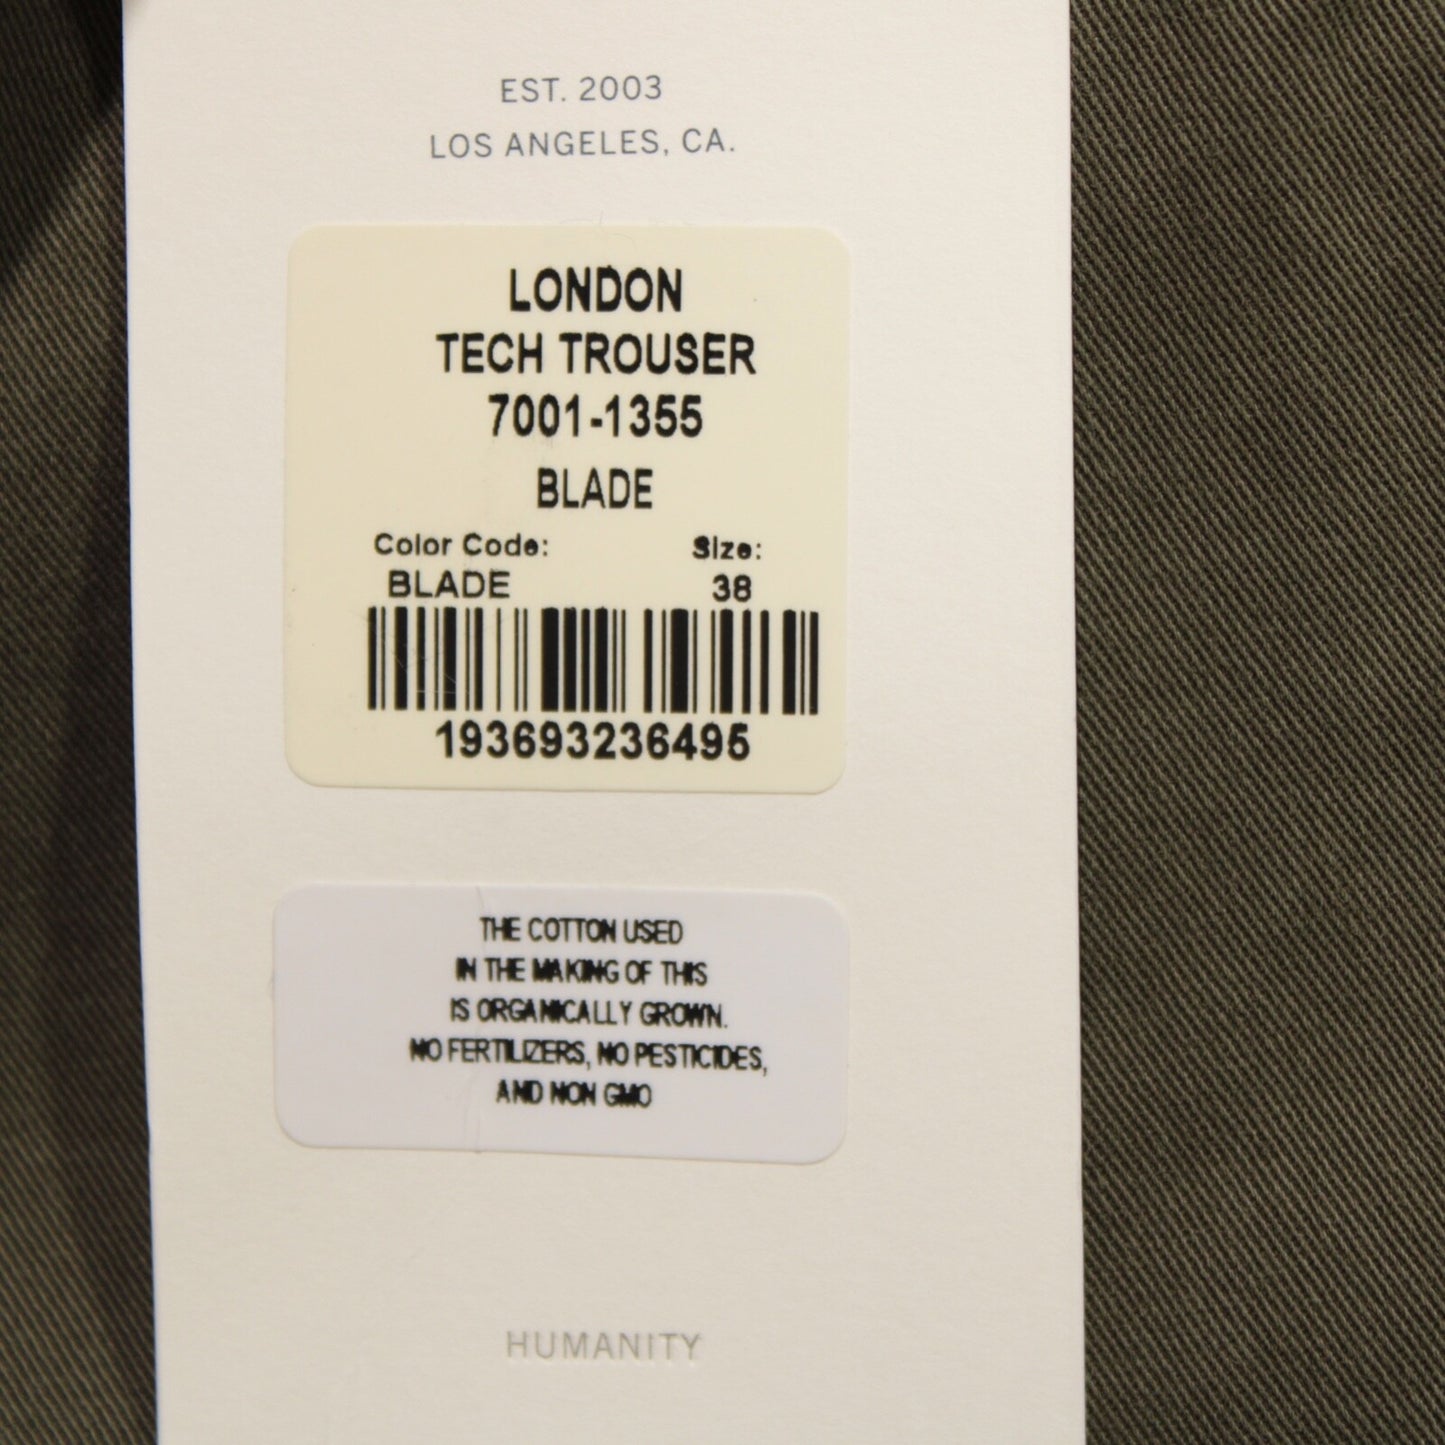 EST. 2003
LOS ANGELES, CA.
LONDON
TECH TROUSER
7001-1355
BLADE
Color Code: Size:
BLADE 38
193693236495
THE COTTON USED
IN THE MAKING OF THIS
IS ORGANICALLY GROWN.
NO FERTILIZERS, NO PESTICIDES,
AND NON GMO
HUMANITY